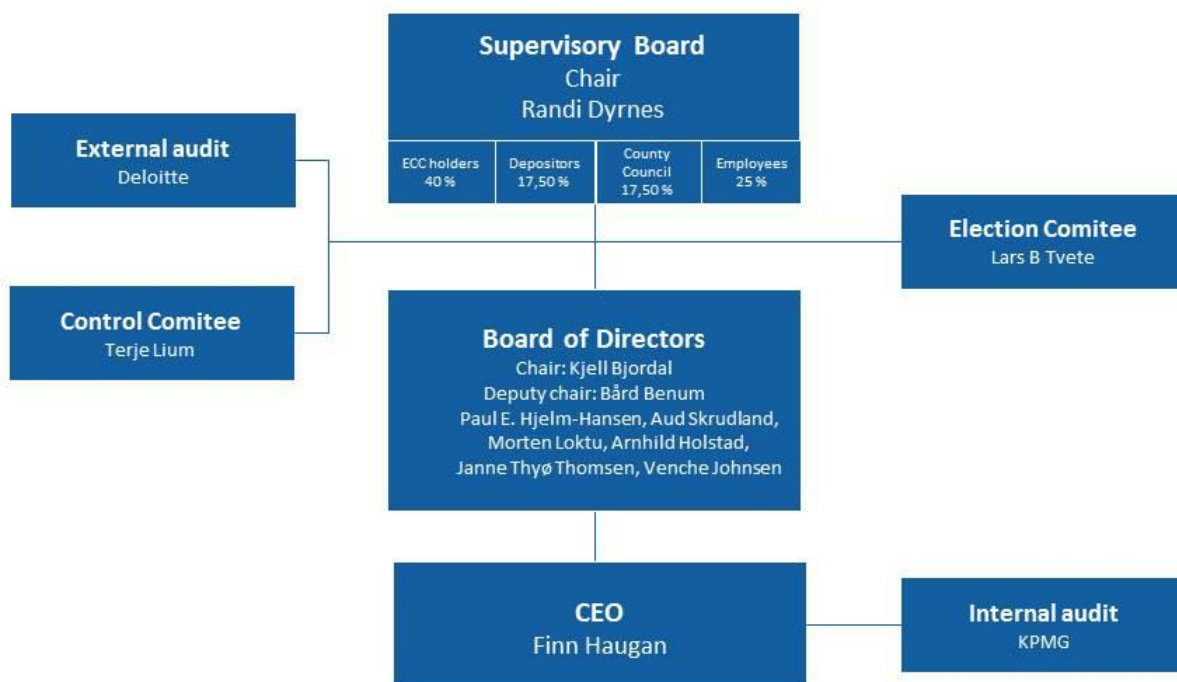 Supervisory Board
Chair
Randi Dyrnes
ECC holders
40 %
Depositors
17,50 %
County
Council
17,50 %
Employees
25 %
External audit
Deloitte
Election Comitee
Lars B Tvete
Control Comitee
Terje Lium
Board of Directors
Chair: Kjell Bjordal
Deputy chair: Bård Benum
Paul E. Hjelm-Hansen, Aud Skrudland,
Morten Loktu, Arnhild Holstad,
Janne Thyø Thomsen, Venche Johnsen
CEO
Finn Haugan
Internal audit
KPMG